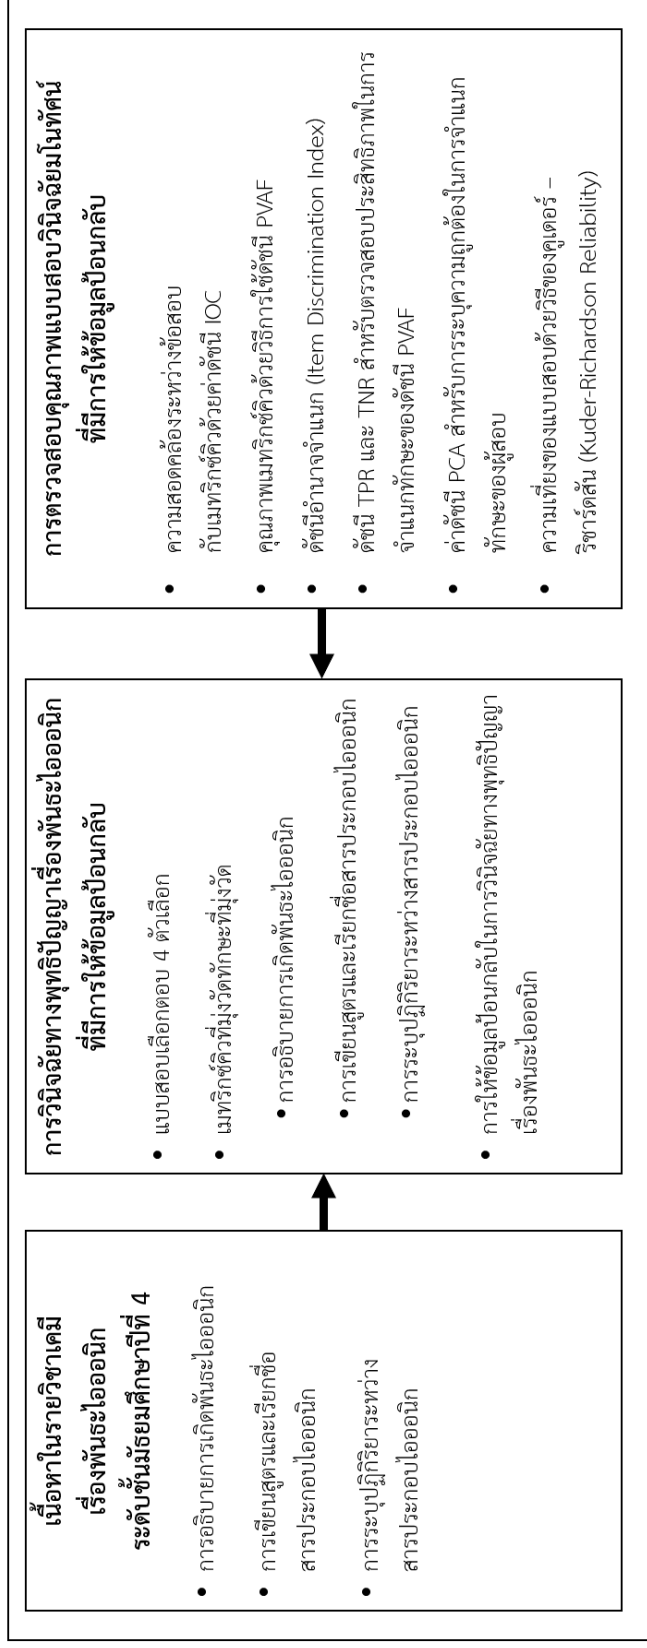 เนื้อหาในรายวิชาเคมี
เรื่องพันธะไอออนิก
ระดับชั้นมัธยมศึกษาปีที่ 4
• การอธิบายการเกิดพันธะไอออนิก
• การเขียนสูตรและเรียกชื่อ
สารประกอบไอออนิก
• การระบุปฏิกิริยาระหว่าง
สารประกอบไอออนิก
การวินิจฉัยทางพุทธิปัญญาเรื่องพันธะไอออนิก
ที่มีการให้ข้อมูลป้อนกลับ
• แบบสอบเลือกตอบ 4 ตัวเลือก
• เมทริกซ์คิวที่มุ่งวัดทักษะที่มุ่งวัด
• การอธิบายการเกิดพันธะไอออนิก
• การเขียนสูตรและเรียกชื่อสารประกอบไอออนิก
• การระบุปฏิกิริยาระหว่างสารประกอบไอออนิก
• การให้ข้อมูลป้อนกลับในการวินิจฉัยทางพุทธิปัญญา
เรื่องพันธะไอออนิก
การตรวจสอบคุณภาพแบบสอบวินิจฉัยมโนทัศน์
ที่มีการให้ข้อมูลป้อนกลับ
• ความสอดคล้องระหว่างข้อสอบ
กับเมทริกซ์คิวด้วยค่าดัชนี IOC
• คุณภาพเมทริกซ์คิวด้วยวิธีการใช้ดัชนี PVAF
• ดัชนีอำนาจจำแนก (Item Discrimination Index)
• ดัชนี TPR และ TNR สำหรับตรวจสอบประสิทธิภาพในการ
จำแนกทักษะของดัชนี PVAF
• ค่าดัชนี PCA สำหรับการระบุความถูกต้องในการจำแนก
ทักษะของผู้สอบ
• ความเที่ยงของแบบสอบด้วยวิธีของคูเดอร์ –
ริชาร์ดสัน (Kuder-Richardson Reliability)